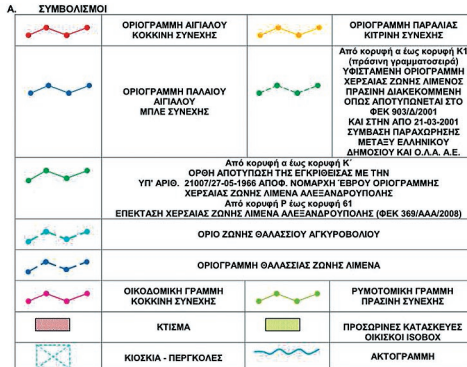 Α. ΣΥΜΒΟΛΙΣΜΟΙ
ΟΡΙΟΓΡΑΜΜΗ ΑΙΓΙΑΛΟΥ
ΚΟΚΚΙΝΗ ΣΥΝΕΧΗΣ
ΟΡΙΟΓΡΑΜΜΗ ΠΑΡΑΛΙΑΣ
ΚΙΤΡΙΝΗ ΣΥΝΕΧΗΣ
ΟΡΙΟΓΡΑΜΜΗ ΠΑΛΑΙΟΥ
ΑΙΓΙΑΛΟΥ
ΜΠΛΕ ΣΥΝΕΧΗΣ
Από κορυφή α έως κορυφή Κ1
(πράσινη γραμματοσειρά)
ΥΦΙΣΤΑΜΕΝΗ ΟΡΙΟΓΡΑΜΜΗ
ΧΕΡΣΑΙΑΣ ΖΩΝΗΣ ΛΙΜΕΝΟΣ
ΠΡΑΣΙΝΗ ΔΙΑΚΕΚΟΜΜΕΝΗ
ΟΠΩΣ ΑΠΟΤΥΠΩΝΕΤΑΙ ΣΤΟ
ΦΕΚ 903/Δ/2001
ΚΑΙ ΣΤΗΝ ΑΠΟ 21-03-2001
ΣΥΜΒΑΣΗ ΠΑΡΑΧΩΡΗΣΗΣ
ΜΕΤΑΞΥ ΕΛΛΗΝΙΚΟΥ
ΔΗΜΟΣΙΟΥ ΚΑΙ Ο.Λ.Α. Α.Ε.
Από κορυφή α έως κορυφή Κ΄
ΟΡΘΗ ΑΠΟΤΥΠΩΣΗ ΤΗΣ ΕΓΚΡΙΘΕΙΣΑΣ ΜΕ ΤΗΝ
ΥΠ' ΑΡΙΘ. 21007/27-05-1966 ΑΠΟΦ. ΝΟΜΑΡΧΗ ΈΒΡΟΥ ΟΡΙΟΓΡΑΜΜΗΣ
ΧΕΡΣΑΙΑΣ ΖΩΝΗΣ ΛΙΜΕΝΑ ΑΛΕΞΑΝΔΡΟΥΠΟΛΗΣ
Από κορυφή Ρ έως κορυφή 61
ΕΠΕΚΤΑΣΗ ΧΕΡΣΑΙΑΣ ΖΩΝΗΣ ΛΙΜΕΝΑ ΑΛΕΞΑΝΔΡΟΥΠΟΛΗΣ (ΦΕΚ 369/ΑΑΑ/2008)
ΟΡΙΟ ΖΩΝΗΣ ΘΑΛΑΣΣΙΟΥ ΑΓΚΥΡΟΒΟΛΙΟΥ
ΟΡΙΟΓΡΑΜΜΗ ΘΑΛΑΣΣΙΑΣ ΖΩΝΗΣ ΛΙΜΕΝΑ
ΟΙΚΟΔΟΜΙΚΗ ΓΡΑΜΜΗ
ΚΟΚΚΙΝΗ ΣΥΝΕΧΗΣ
ΡΥΜΟΤΟΜΙΚΗ ΓΡΑΜΜΗ
ΠΡΑΣΙΝΗ ΣΥΝΕΧΗΣ
ΚΤΙΣΜΑ
ΠΡΟΣΩΡΙΝΕΣ ΚΑΤΑΣΚΕΥΕΣ
ΟΙΚΙΣΚΟΙ ISOBOX
ΚΙΟΣΚΙΑ - ΠΕΡΓΚΟΛΕΣ
ΑΚΤΟΓΡΑΜΜΗ